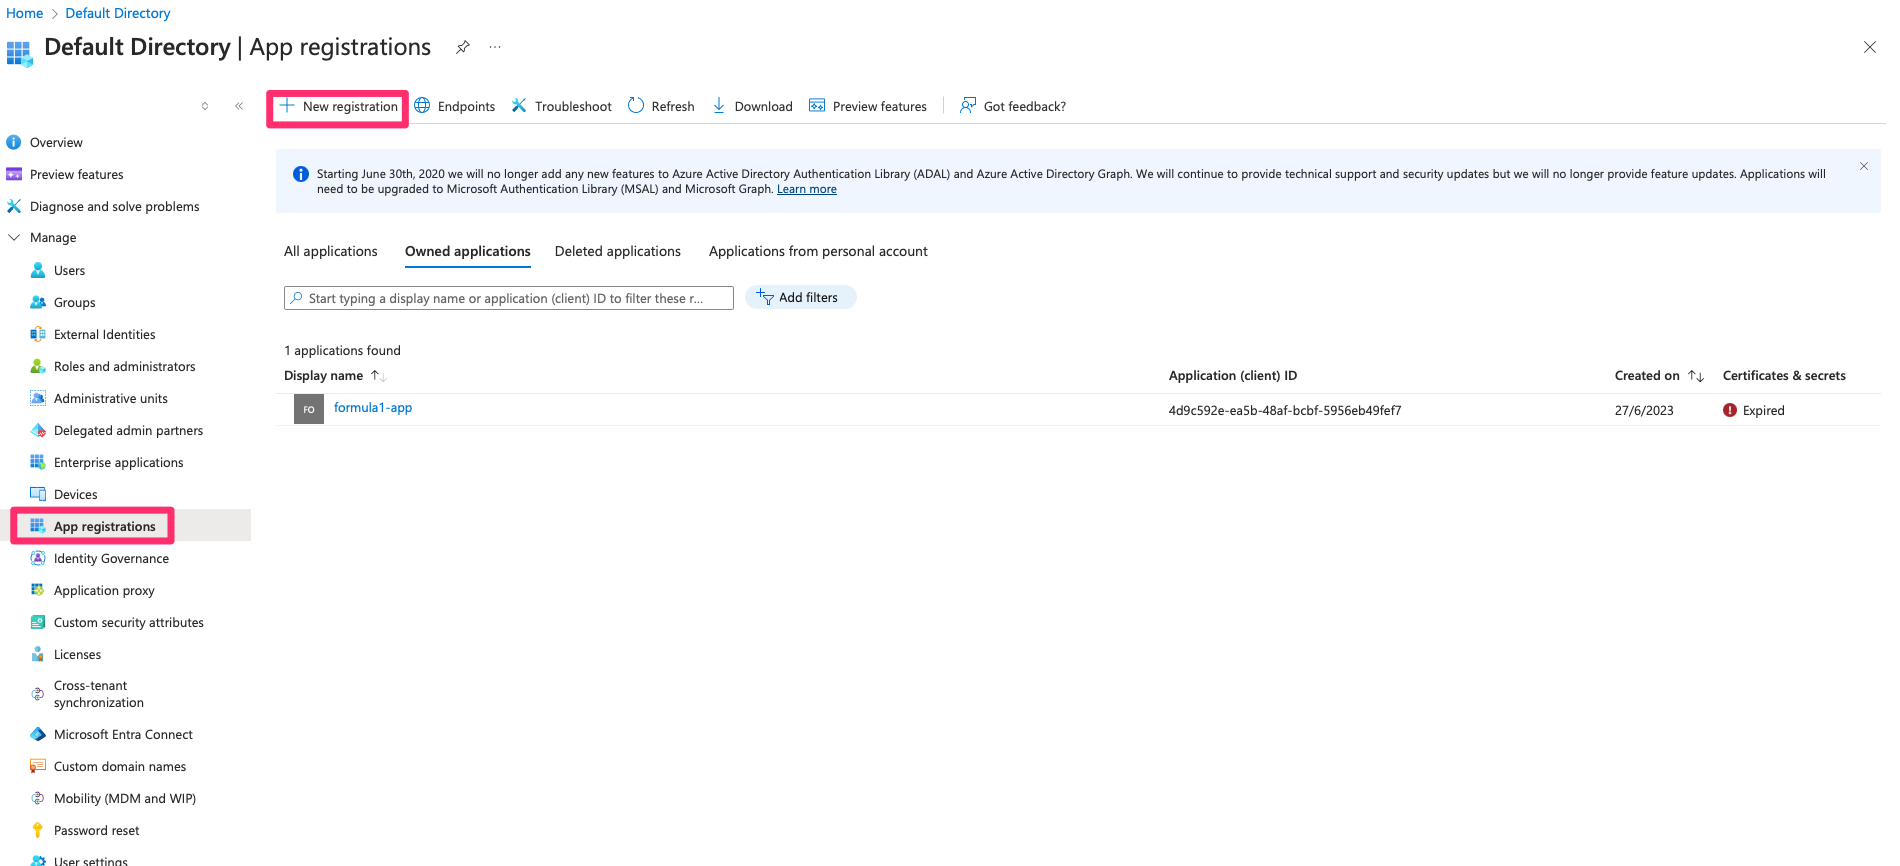 Home > Default Directory
Default Directory | App registrations
New registration
Endpoints
Troubleshoot
Refresh
Download
Preview features
Got feedback?
Overview
Preview features
Diagnose and solve problems
Manage
Users
Groups
External Identities
Roles and administrators
Administrative units
Delegated admin partners
Enterprise applications
Devices
App registrations
Identity Governance
Application proxy
Custom security attributes
Licenses
Cross-tenant
synchronization
Microsoft Entra Connect
Custom domain names
Mobility (MDM and WIP)
Password reset
User settings
Starting June 30th, 2020 we will no longer add any new features to Azure Active Directory Authentication Library (ADAL) and Azure Active Directory Graph. We will continue to provide technical support and security updates but we will no longer provide feature updates. Applications will
need to be upgraded to Microsoft Authentication Library (MSAL) and Microsoft Graph. Learn more
All applications
Owned applications
Deleted applications
Applications from personal account
Start typing a display name or application (client) ID to filter these r...
Add filters
1 applications found
Display name
Application (client) ID
Created on
Certificates & secrets
FO
formula1-app
4d9c592e-ea5b-48af-bcbf-5956eb49fef7
27/6/2023
Expired